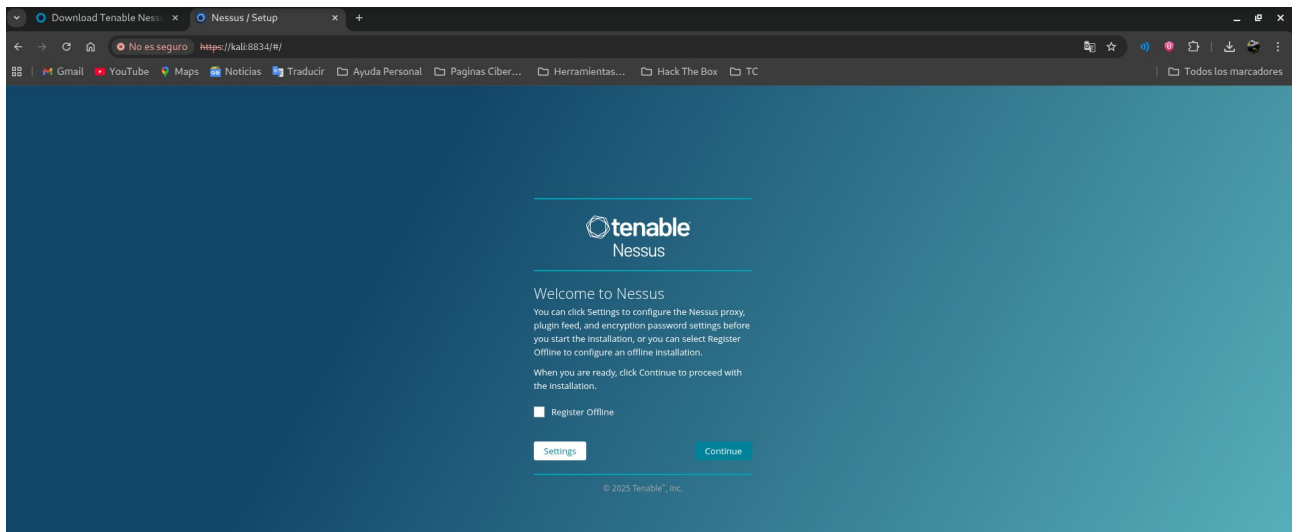 Download Tenable Ness
Nessus / Setup
No es seguro https://kali:8834/#/
Gmail YouTube Maps Noticias Traducir Ayuda Personal Paginas Ciber... Herramientas... Hack The Box TC Todos los marcadores
tenable
Nessus
Welcome to Nessus
You can click Settings to configure the Nessus proxy,
plugin feed, and encryption password settings before
you start the installation, or you can select Register
Offline to configure an offline installation.
When you are ready, click Continue to proceed with
the installation.
Register Offline
Settings Continue
© 2025 Tenable™, Inc.